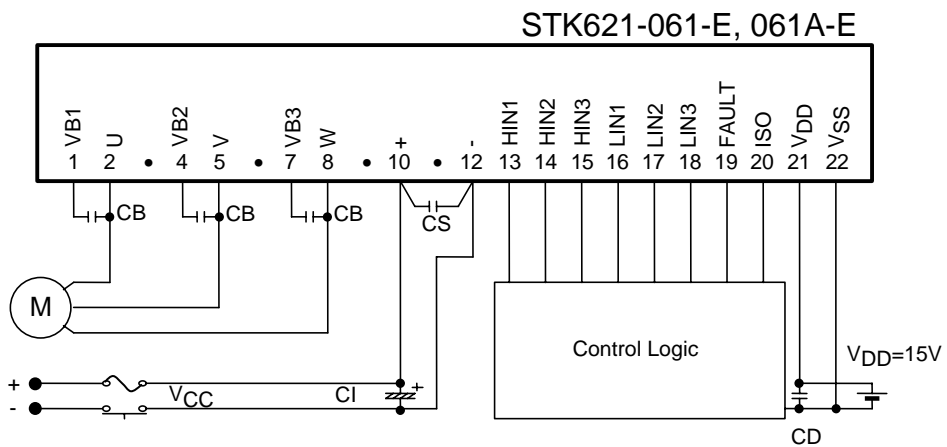 STK621-061-E, 061A-E
VB1 U VB2 V VB3 W + - HIN1 HIN2 HIN3 LIN1 LIN2 LIN3 FAULT ISO VDD VSS
1 2 • 4 5 • 7 8 • 10 • 12 13 14 15 16 17 18 19 20 21 22
CB CB CB CS
M
Control Logic
VDD=15V
+ VCC CI +
-
CD